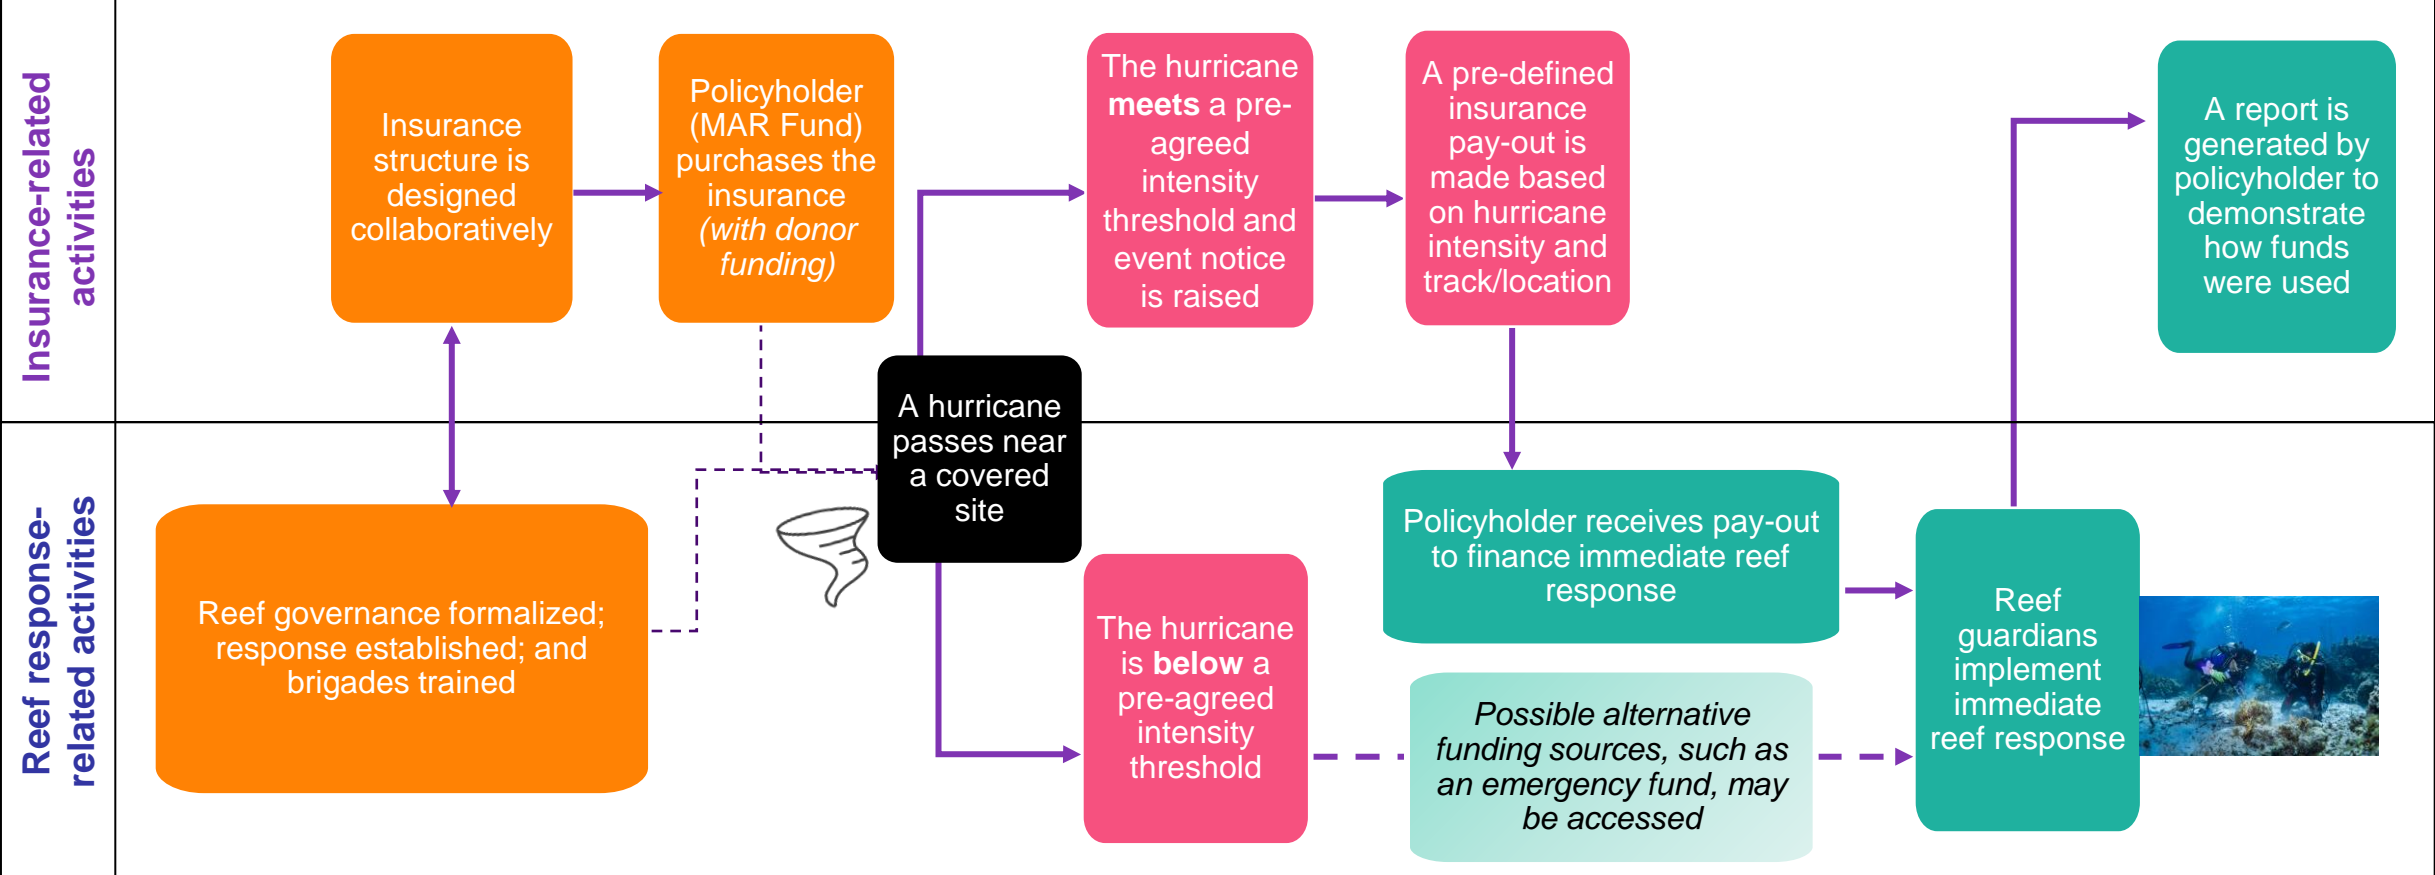 Insurance-related
activities
Insurance
structure is
designed
collaboratively
Policyholder
(MAR Fund)
purchases the
insurance
(with donor
funding)
The hurricane
meets a pre-
agreed
intensity
threshold and
event notice
is raised
A pre-defined
insurance
pay-out is
made based
on hurricane
intensity and
track/location
A report is
generated by
policyholder to
demonstrate
how funds
were used
A hurricane
passes near
a covered
site
Reef response-
related activities
Reef governance formalized;
response established; and
brigades trained
The hurricane
is below a
pre-agreed
intensity
threshold
Policyholder receives pay-out
to finance immediate reef
response
Possible alternative
funding sources, such as
an emergency fund, may
be accessed
Reef
guardians
implement
immediate
reef response